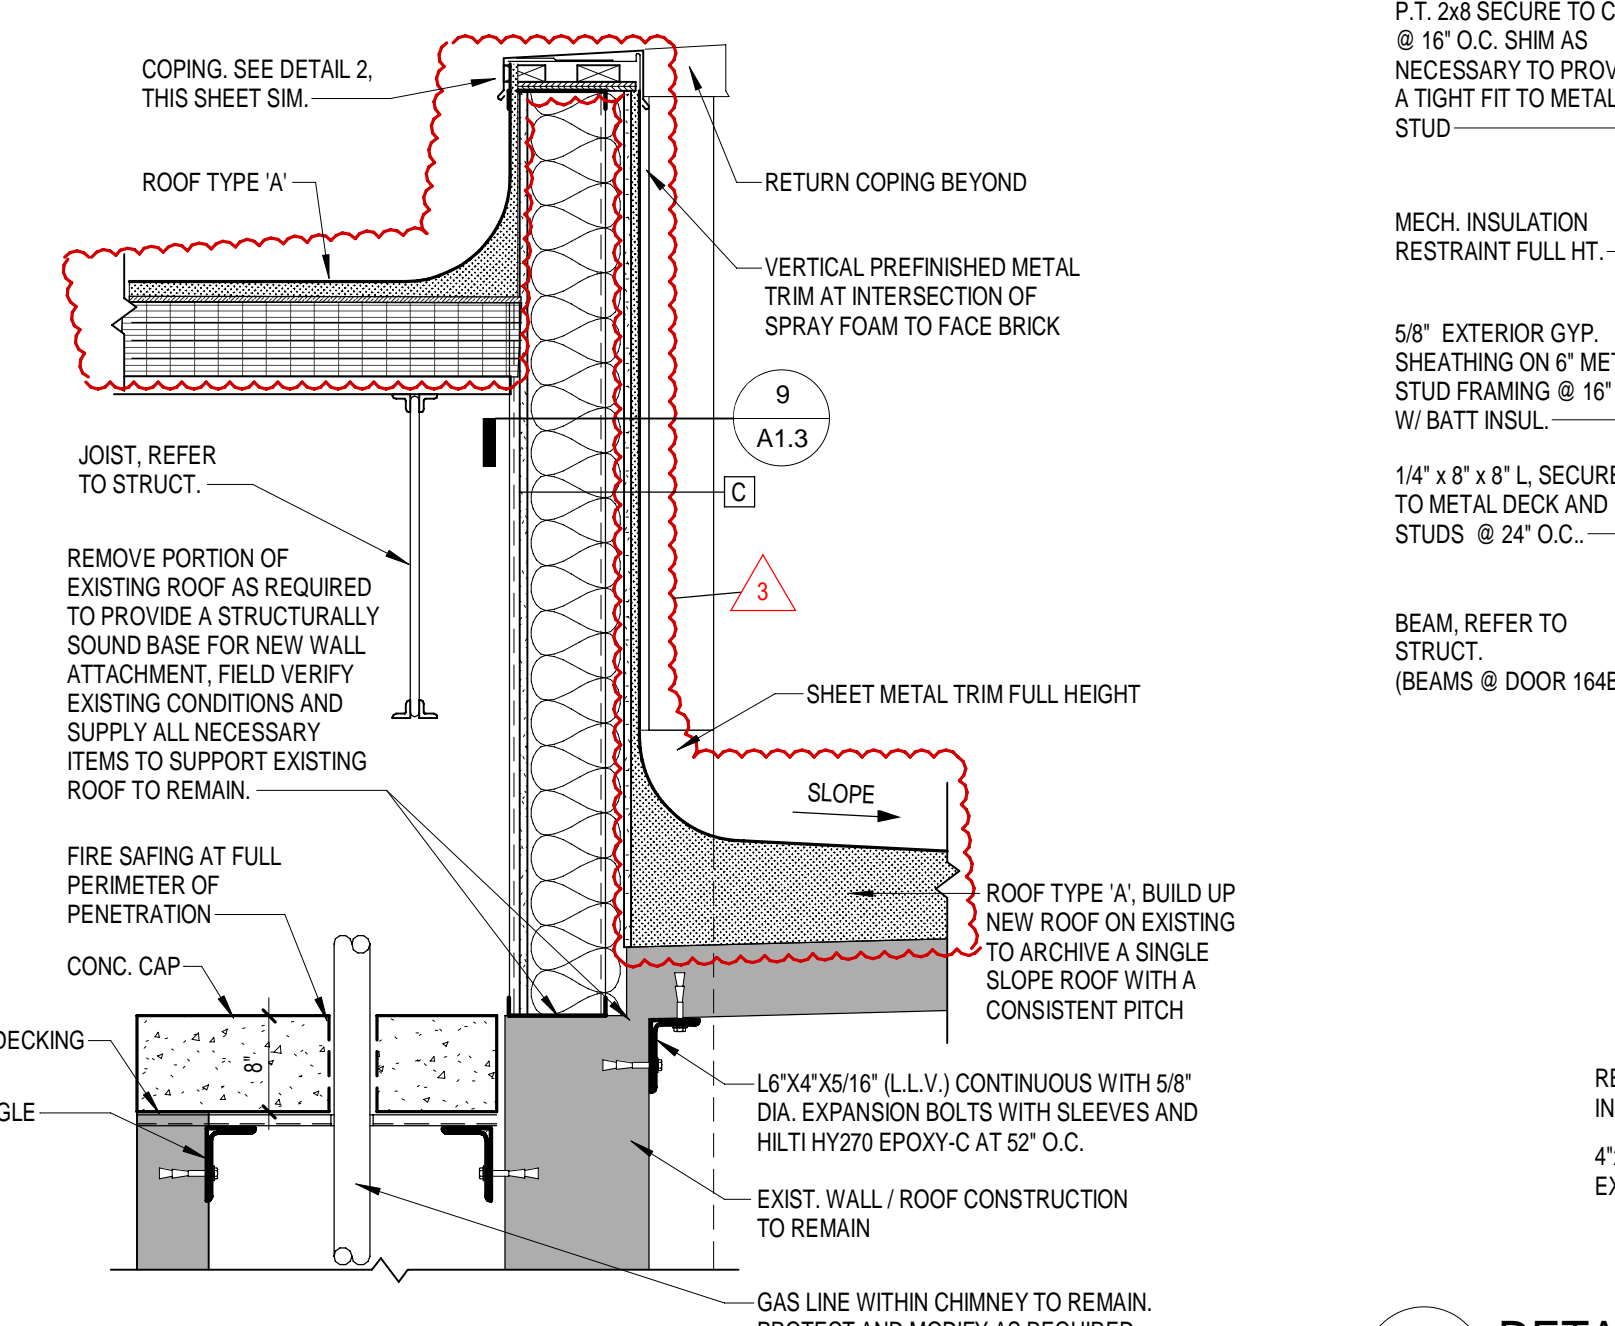 COPING. SEE DETAIL 2,
THIS SHEET SIM.
ROOF TYPE 'A'
RETURN COPING BEYOND
VERTICAL PREFINISHED METAL
TRIM AT INTERSECTION OF
SPRAY FOAM TO FACE BRICK
9
A1.3
C
3
JOIST, REFER
TO STRUCT.
REMOVE PORTION OF
EXISTING ROOF AS REQUIRED
TO PROVIDE A STRUCTURALLY
SOUND BASE FOR NEW WALL
ATTACHMENT, FIELD VERIFY
EXISTING CONDITIONS AND
SUPPLY ALL NECESSARY
ITEMS TO SUPPORT EXISTING
ROOF TO REMAIN.
SHEET METAL TRIM FULL HEIGHT
SLOPE
FIRE SAFING AT FULL
PERIMETER OF
PENETRATION
CONC. CAP
8"
DECKING
ROOF TYPE 'A', BUILD UP
NEW ROOF ON EXISTING
TO ARCHIVE A SINGLE
SLOPE ROOF WITH A
CONSISTENT PITCH
L6"X4"X5/16" (L.L.V.) CONTINUOUS WITH 5/8"
DIA. EXPANSION BOLTS WITH SLEEVES AND
HILTI HY270 EPOXY-C AT 52" O.C.
EXIST. WALL / ROOF CONSTRUCTION
TO REMAIN
GAS LINE WITHIN CHIMNEY TO REMAIN.
PROTECT AND MODIFY AS REQUIRED
P.T. 2x8 SECURE TO
@ 16" O.C. SHIM AS
NECESSARY TO
A TIGHT FIT TO METAL
STUD
MECH. INSULATION
RESTRAINT FULL HT.
5/8" EXTERIOR GYP.
SHEATHING ON 6"
STUD FRAMING @ 16"
W/ BATT INSUL.
1/4" x 8" x 8" L,
TO METAL DECK AND
STUDS @ 24" O.C..
BEAM, REFER TO
STRUCT.
(BEAMS @ DOOR